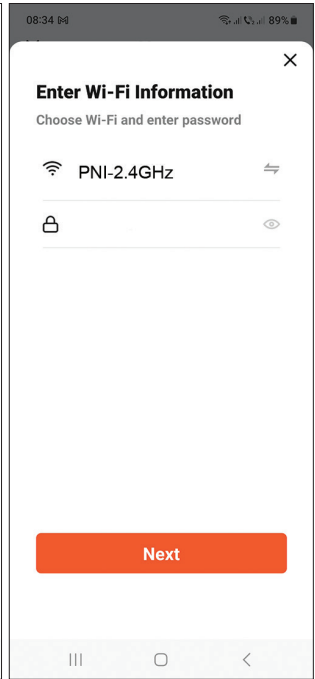 08:34 89%
Enter Wi-Fi Information
Choose Wi-Fi and enter password
PNI-2.4GHz
Next